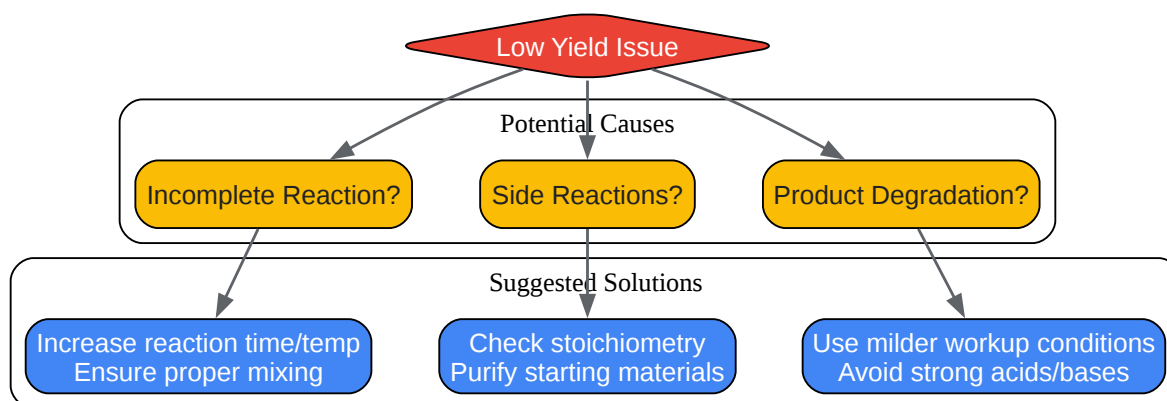 Low Yield Issue
Potential Causes
Incomplete Reaction?
Side Reactions?
Product Degradation?
Suggested Solutions
Increase reaction time/temp
Ensure proper mixing
Check stoichiometry
Purify starting materials
Use milder workup conditions
Avoid strong acids/bases